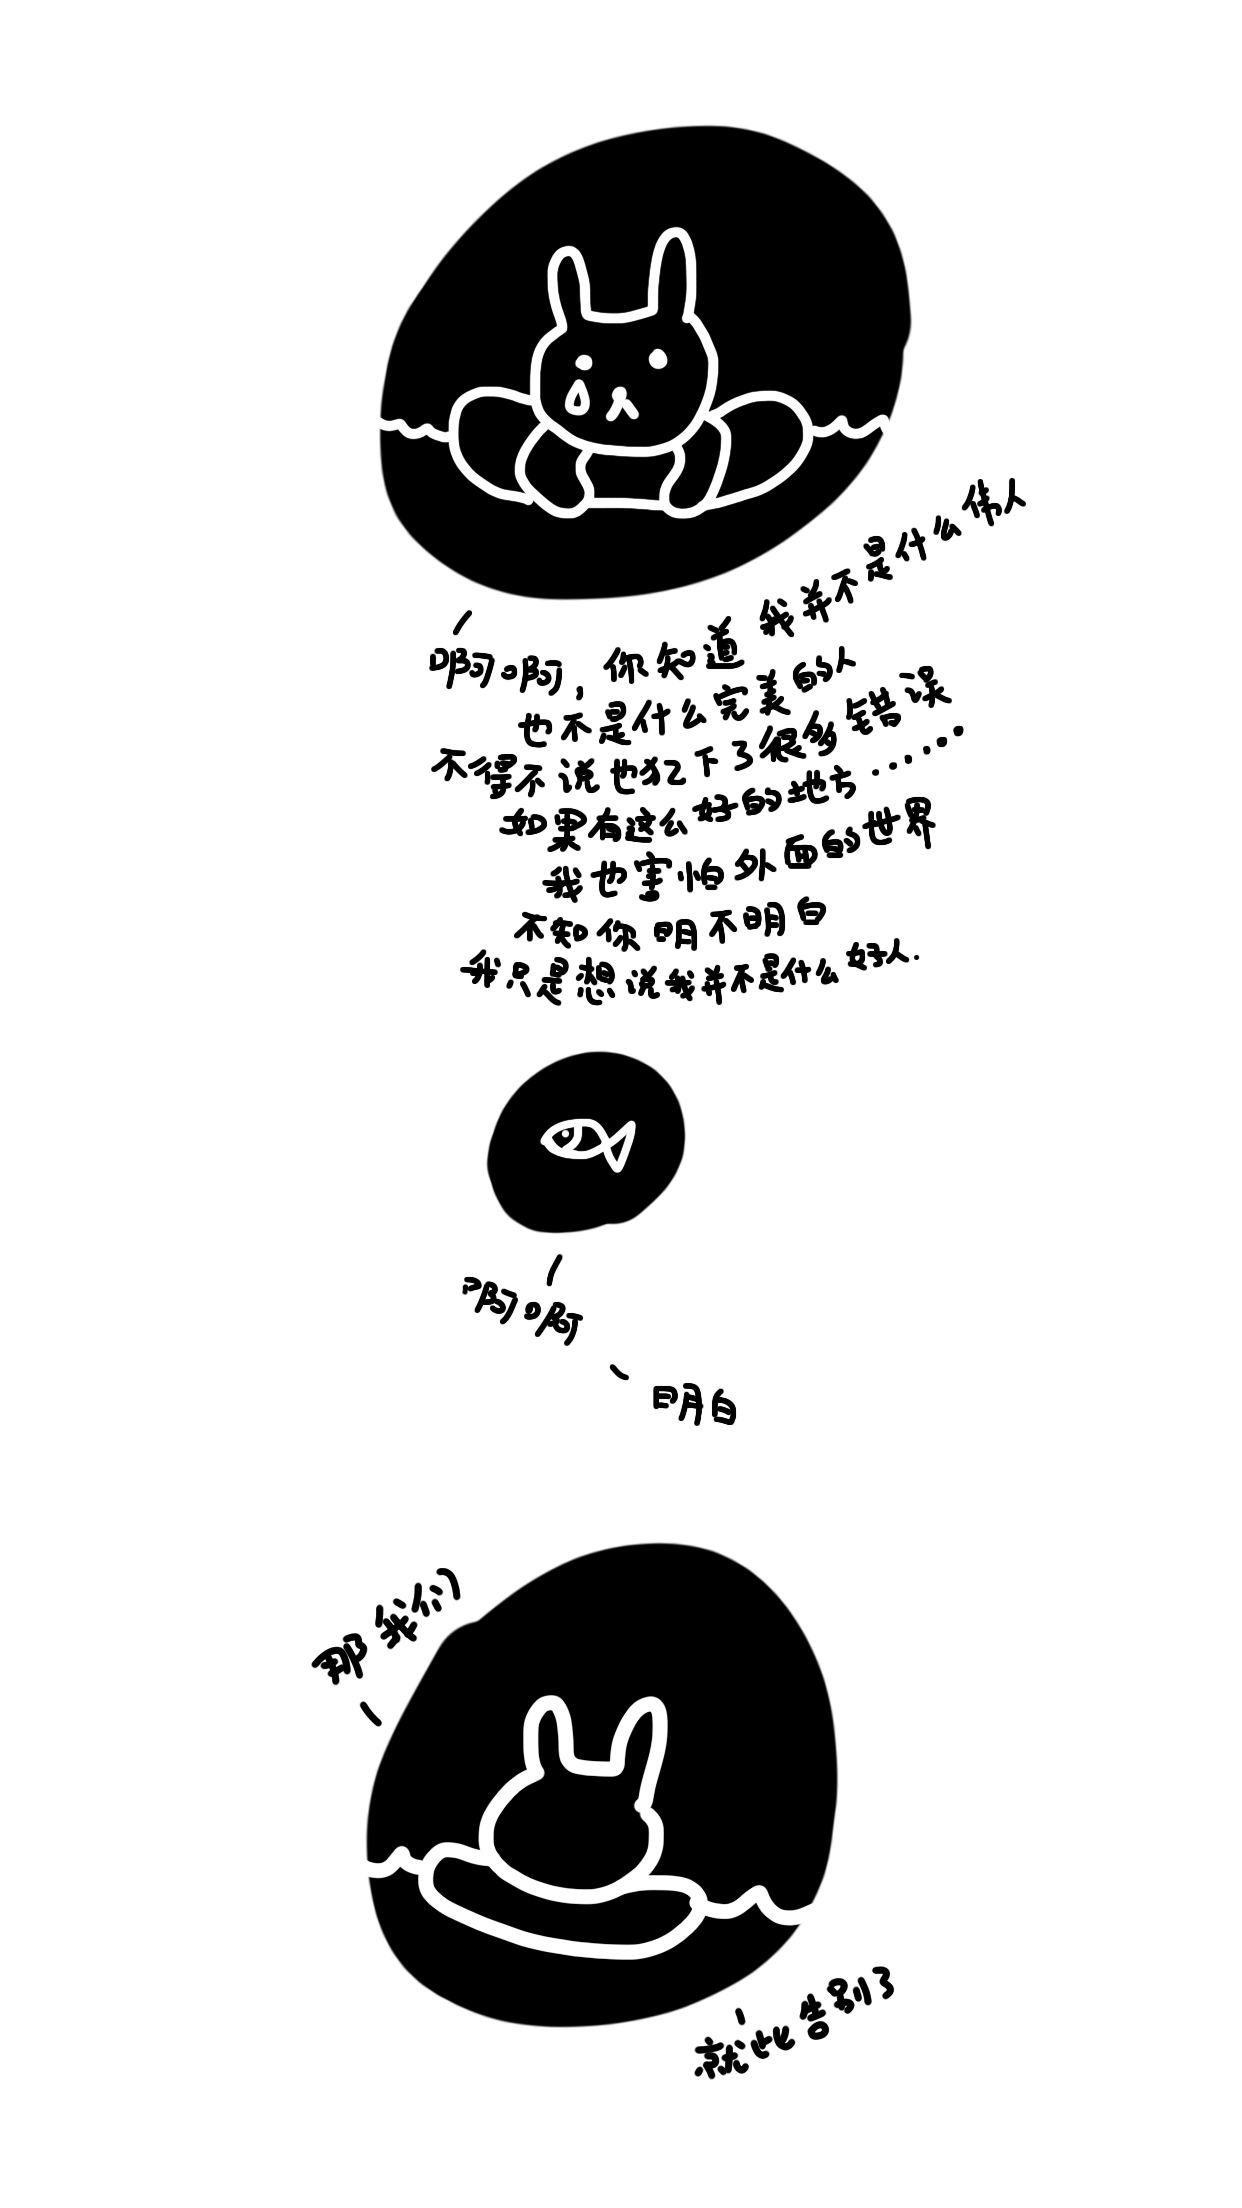 啊啊，你知道 我并不是什么伟人
也不是什么完美的人
不得不说也犯下了很多错误
如果有这么好的地方······
我也害怕外面的世界
不知你明不明白
我只是想说我并不是什么好人.
啊啊
明白
那我们
就此告别了